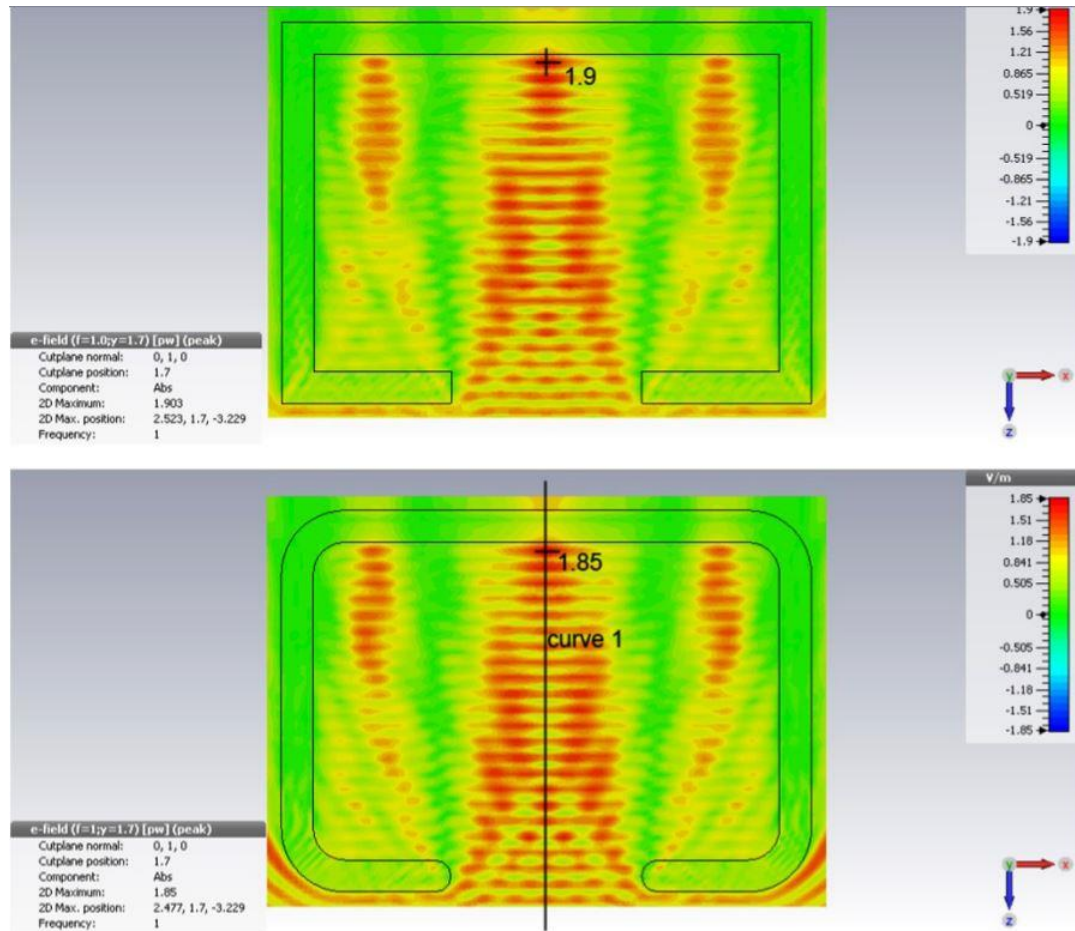 1.9
1.56
1.21
0.865
0.519
0
-0.519
-0.865
-1.21
-1.56
-1.9
1.9
e-field (f=1.0;y=1.7) [pw] (peak)
Cutplane normal: 0, 1, 0
Cutplane position: 1.7
Component: Abs
2D Maximum: 1.903
2D Max. position: 2.523, 1.7, -3.229
Frequency: 1
y x
z
V/m
1.85
1.51
1.18
0.841
0.505
0
-0.505
-0.841
-1.18
-1.51
-1.85
1.85
curve 1
e-field (f=1;y=1.7) [pw] (peak)
Cutplane normal: 0, 1, 0
Cutplane position: 1.7
Component: Abs
2D Maximum: 1.85
2D Max. position: 2.477, 1.7, -3.229
Frequency: 1
y x
z